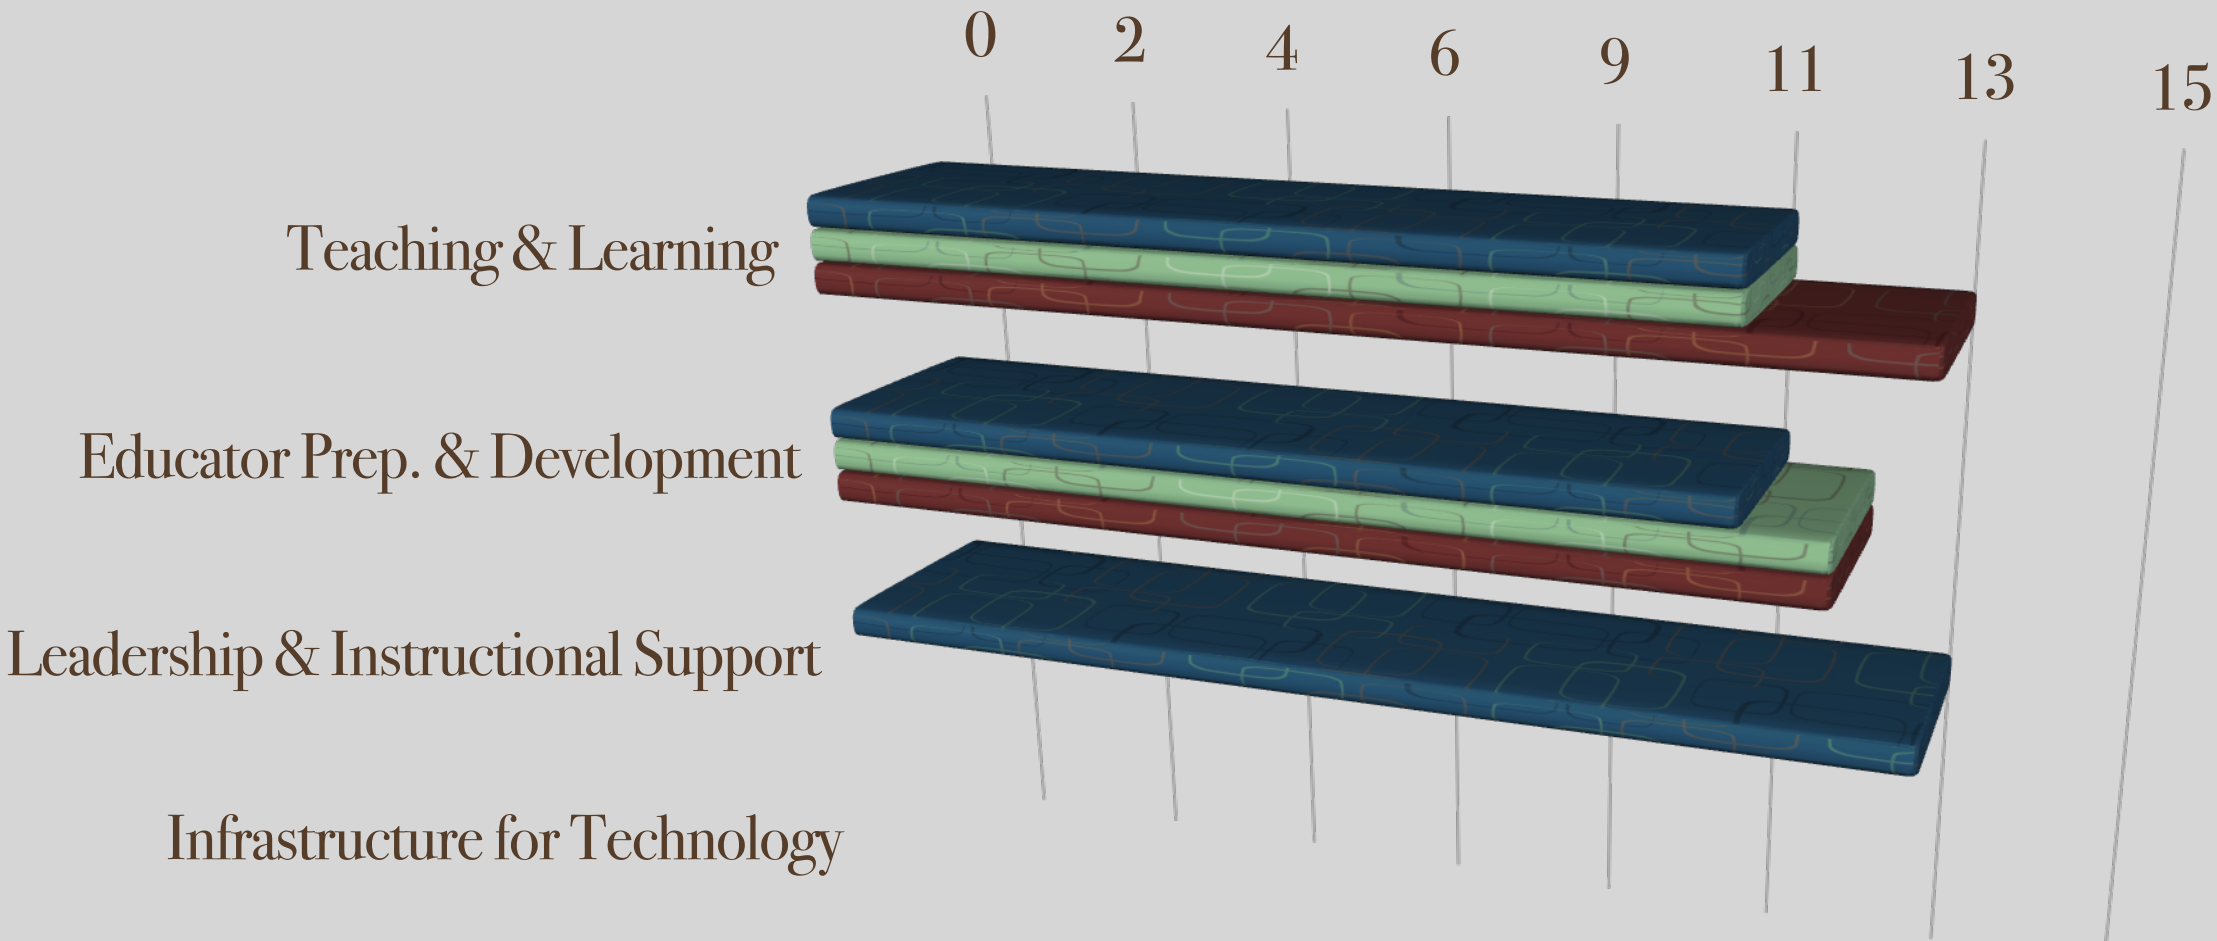 0 2 4 6 9 11 13 15
Teaching & Learning
Educator Prep. & Development
Leadership & Instructional Support
Infrastructure for Technology